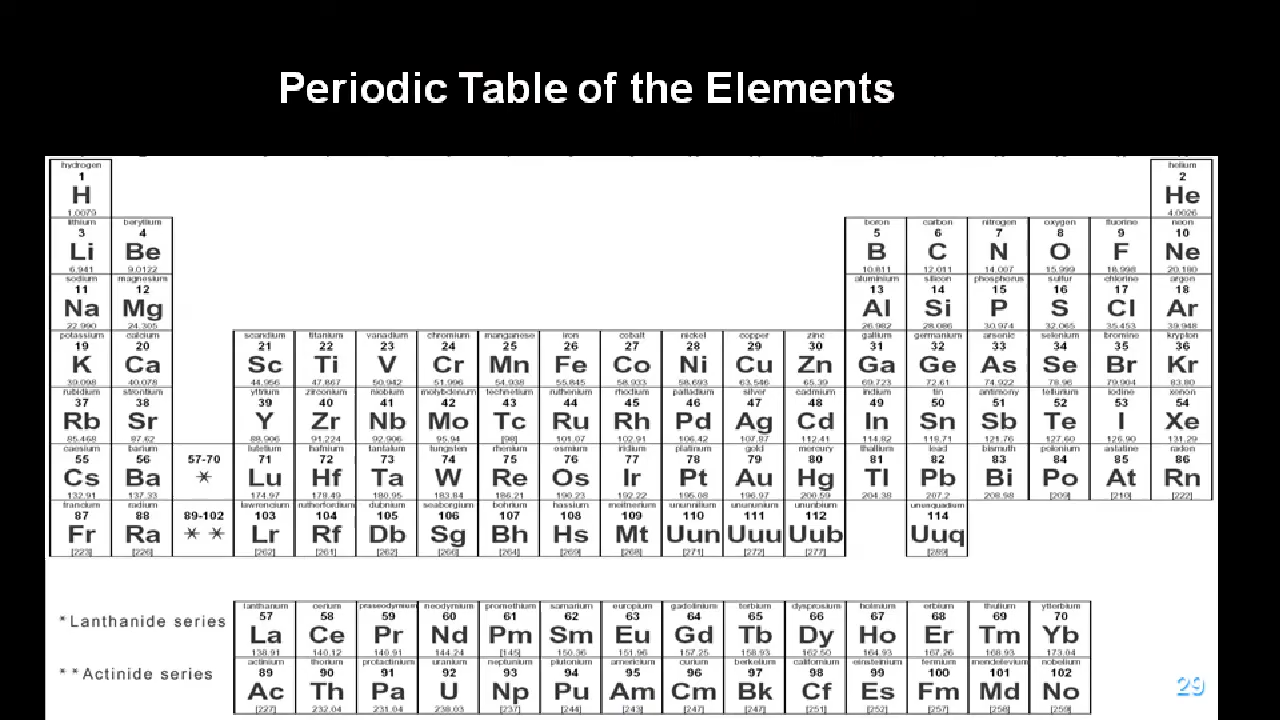 Periodic Table of the Elements
hydrogen helium
1 2
H He
1.0079 4.0026
lithium beryllium boron carbon nitrogen oxygen fluorine neon
3 4 5 6 7 8 9 10
Li Be B C N O F Ne
6.941 9.0122 10.811 12.011 14.007 15.999 18.998 20.180
sodium magnesium aluminium silicon phosphorus sulfur chlorine argon
11 12 13 14 15 16 17 18
Na Mg Al Si P S Cl Ar
22.990 24.305 26.982 28.086 30.974 32.065 35.453 39.948
potassium calcium scandium titanium vanadium chromium manganese iron cobalt nickel copper zinc gallium germanium arsenic selenium bromine krypton
19 20 21 22 23 24 25 26 27 28 29 30 31 32 33 34 35 36
K Ca Sc Ti V Cr Mn Fe Co Ni Cu Zn Ga Ge As Se Br Kr
39.098 40.078 44.956 47.867 50.942 51.996 54.938 55.845 58.933 58.693 63.546 65.39 69.723 72.61 74.922 78.96 79.904 83.80
rubidium strontium yttrium zirconium niobium molybdenum technetium ruthenium rhodium palladium silver cadmium indium tin antimony tellurium iodine xenon
37 38 39 40 41 42 43 44 45 46 47 48 49 50 51 52 53 54
Rb Sr Y Zr Nb Mo Tc Ru Rh Pd Ag Cd In Sn Sb Te I Xe
85.468 87.62 88.906 91.224 92.906 95.94 [98] 101.07 102.91 106.42 107.87 112.41 114.82 118.71 121.76 127.60 126.90 131.29
caesium barium lutetium hafnium tantalum tungsten rhenium osmium iridium platinum gold mercury thallium lead bismuth polonium astatine radon
55 56 57-70 71 72 73 74 75 76 77 78 79 80 81 82 83 84 85 86
Cs Ba * Lu Hf Ta W Re Os Ir Pt Au Hg Tl Pb Bi Po At Rn
132.91 137.33 174.97 178.49 180.95 183.84 186.21 190.23 192.22 195.08 196.97 200.59 204.38 207.2 208.98 [209] [210] [222]
francium radium lawrencium rutherfordium dubnium seaborgium bohrium hassium meitnerium ununnilium unununium ununbium ununquadium
87 88 89-102 103 104 105 106 107 108 109 110 111 112 114
Fr Ra * * Lr Rf Db Sg Bh Hs Mt Uun Uuu Uub Uuq
[223] [226] [262] [261] [262] [266] [264] [269] [268] [271] [272] [277] [289]
lanthanum cerium praseodymium neodymium promethium samarium europium gadolinium terbium dysprosium holmium erbium thulium ytterbium
57 58 59 60 61 62 63 64 65 66 67 68 69 70
*Lanthanide series La Ce Pr Nd Pm Sm Eu Gd Tb Dy Ho Er Tm Yb
138.91 140.12 140.91 144.24 [145] 150.36 151.96 157.25 158.93 162.50 164.93 167.26 168.93 173.04
actinium thorium protactinium uranium neptunium plutonium americium curium berkelium californium einsteinium fermium mendelevium nobelium
89 90 91 92 93 94 95 96 97 98 99 100 101 102
**Actinide series Ac Th Pa U Np Pu Am Cm Bk Cf Es Fm Md No
[227] 232.04 231.04 238.03 [237] [244] [243] [247] [247] [251] [252] [257] [258] [259]
29